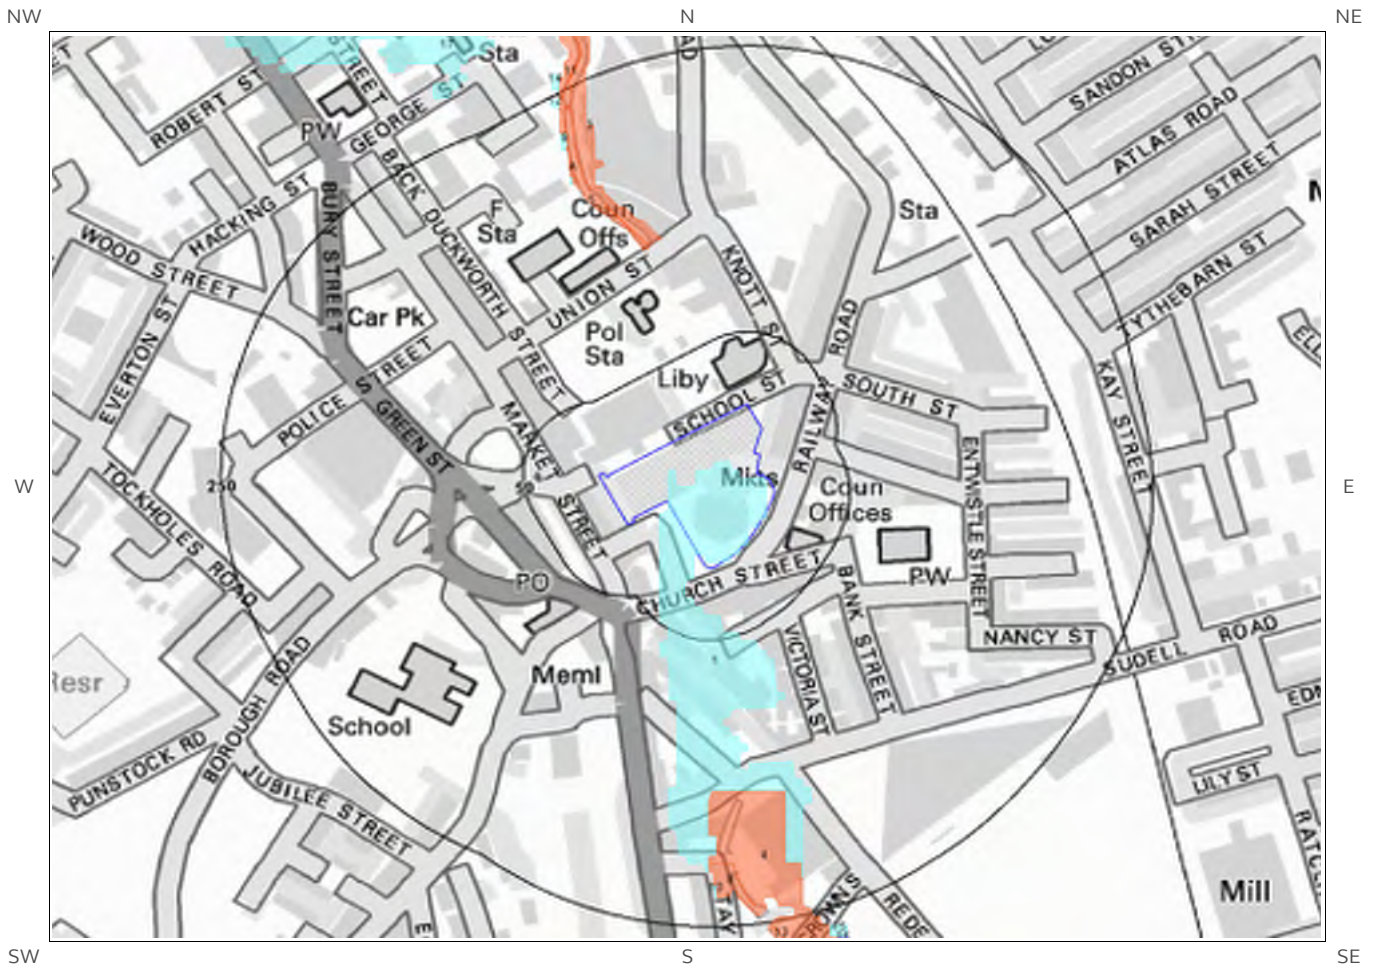 NW
N
NE
STREET
Sta
AD
SANDON ST
ROBERT ST
PW
GEORGE ST
ATLAS ROAD
BACK DUCKWORTH STREET
HACKING ST
BURY STREET
F
Sta
Coun
Offs
Sta
SARAH STREET
WOOD STREET
KNOTT ST
UNION ST
TYTHEBARN ST
EVERTON ST
Car Pk
Pol
Sta
ROAD
Liby
SCHOOL ST
SOUTH ST
KAY STREET
POLICE STREET
GREEN ST
MARKET STREET
RAILWAY
Mkts
ENTWISTLE STREET
W
250
E
TOCKHOLES ROAD
Coun
Offices
PO
CHURCH STREET
BANK STREET
PW
NANCY ST
SUDELL ROAD
VICTORIA ST
Resr
Meml
School
BOROUGH ROAD
PUNSTOCK RD
JUBILEE STREET
LILY ST
Mill
REDE
SW
S
SE